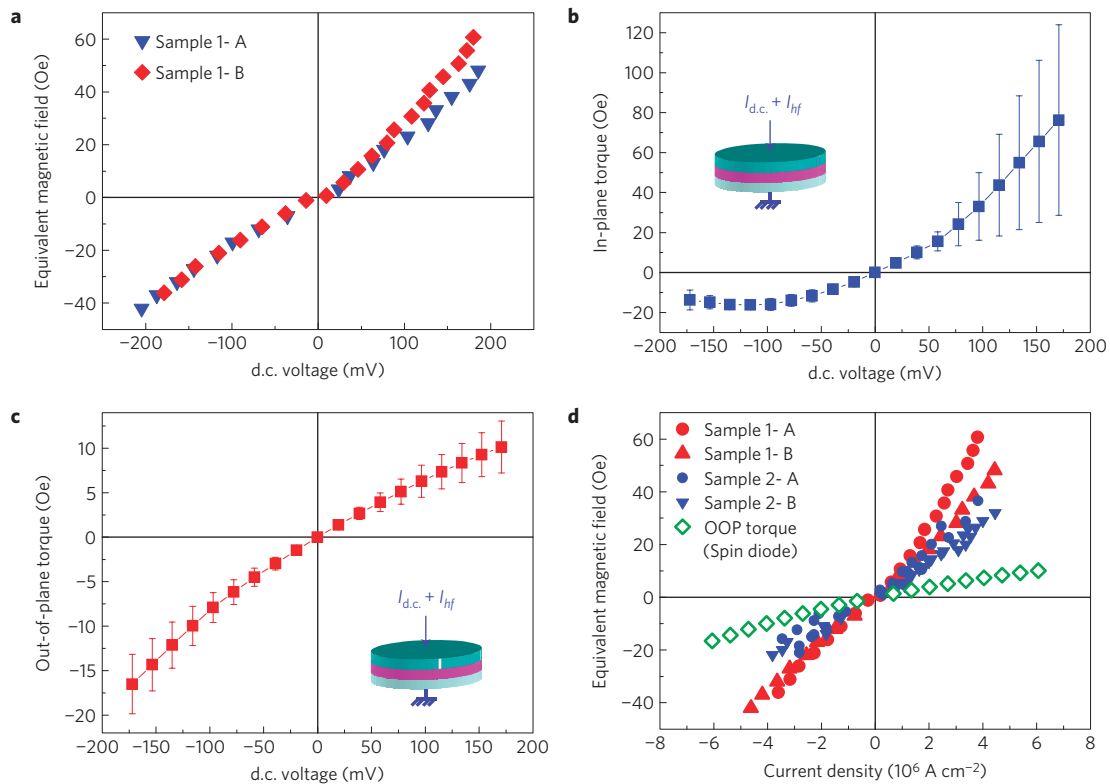 a
Equivalent magnetic field (Oe)
60
40
20
0
−20
−40
−200
−100
0
100
200
d.c. voltage (mV)
Sample 1- A
Sample 1- B
b
In-plane torque (Oe)
120
100
80
60
40
20
0
−20
−200
−150
−100
−50
0
50
100
150
200
d.c. voltage (mV)
I_d.c. + I_hf
c
Out-of-plane torque (Oe)
10
5
0
−5
−10
−15
−20
−200
−150
−100
−50
0
50
100
150
200
d.c. voltage (mV)
I_d.c. + I_hf
d
Equivalent magnetic field (Oe)
60
40
20
0
−20
−40
−8
−6
−4
−2
0
2
4
6
8
Current density (10⁶ A cm⁻²)
Sample 1- A
Sample 1- B
Sample 2- A
Sample 2- B
OOP torque
(Spin diode)